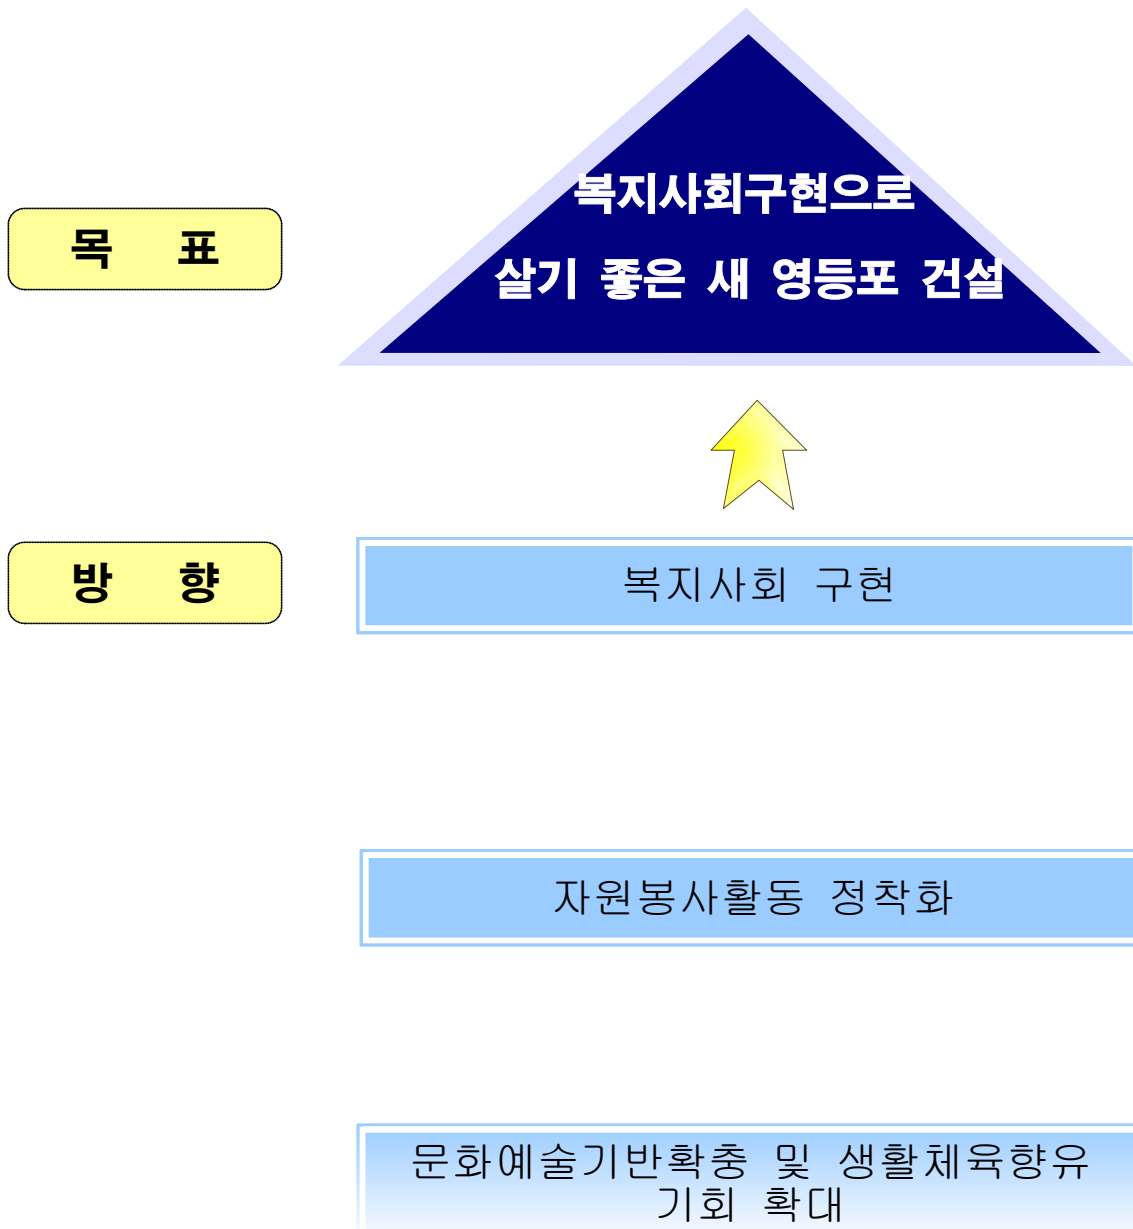 복지사회구현으로
살기 좋은 새 영등포 건설
목 표
방 향
복지사회 구현
자원봉사활동 정착화
문화예술기반확충 및 생활체육향유
기회 확대